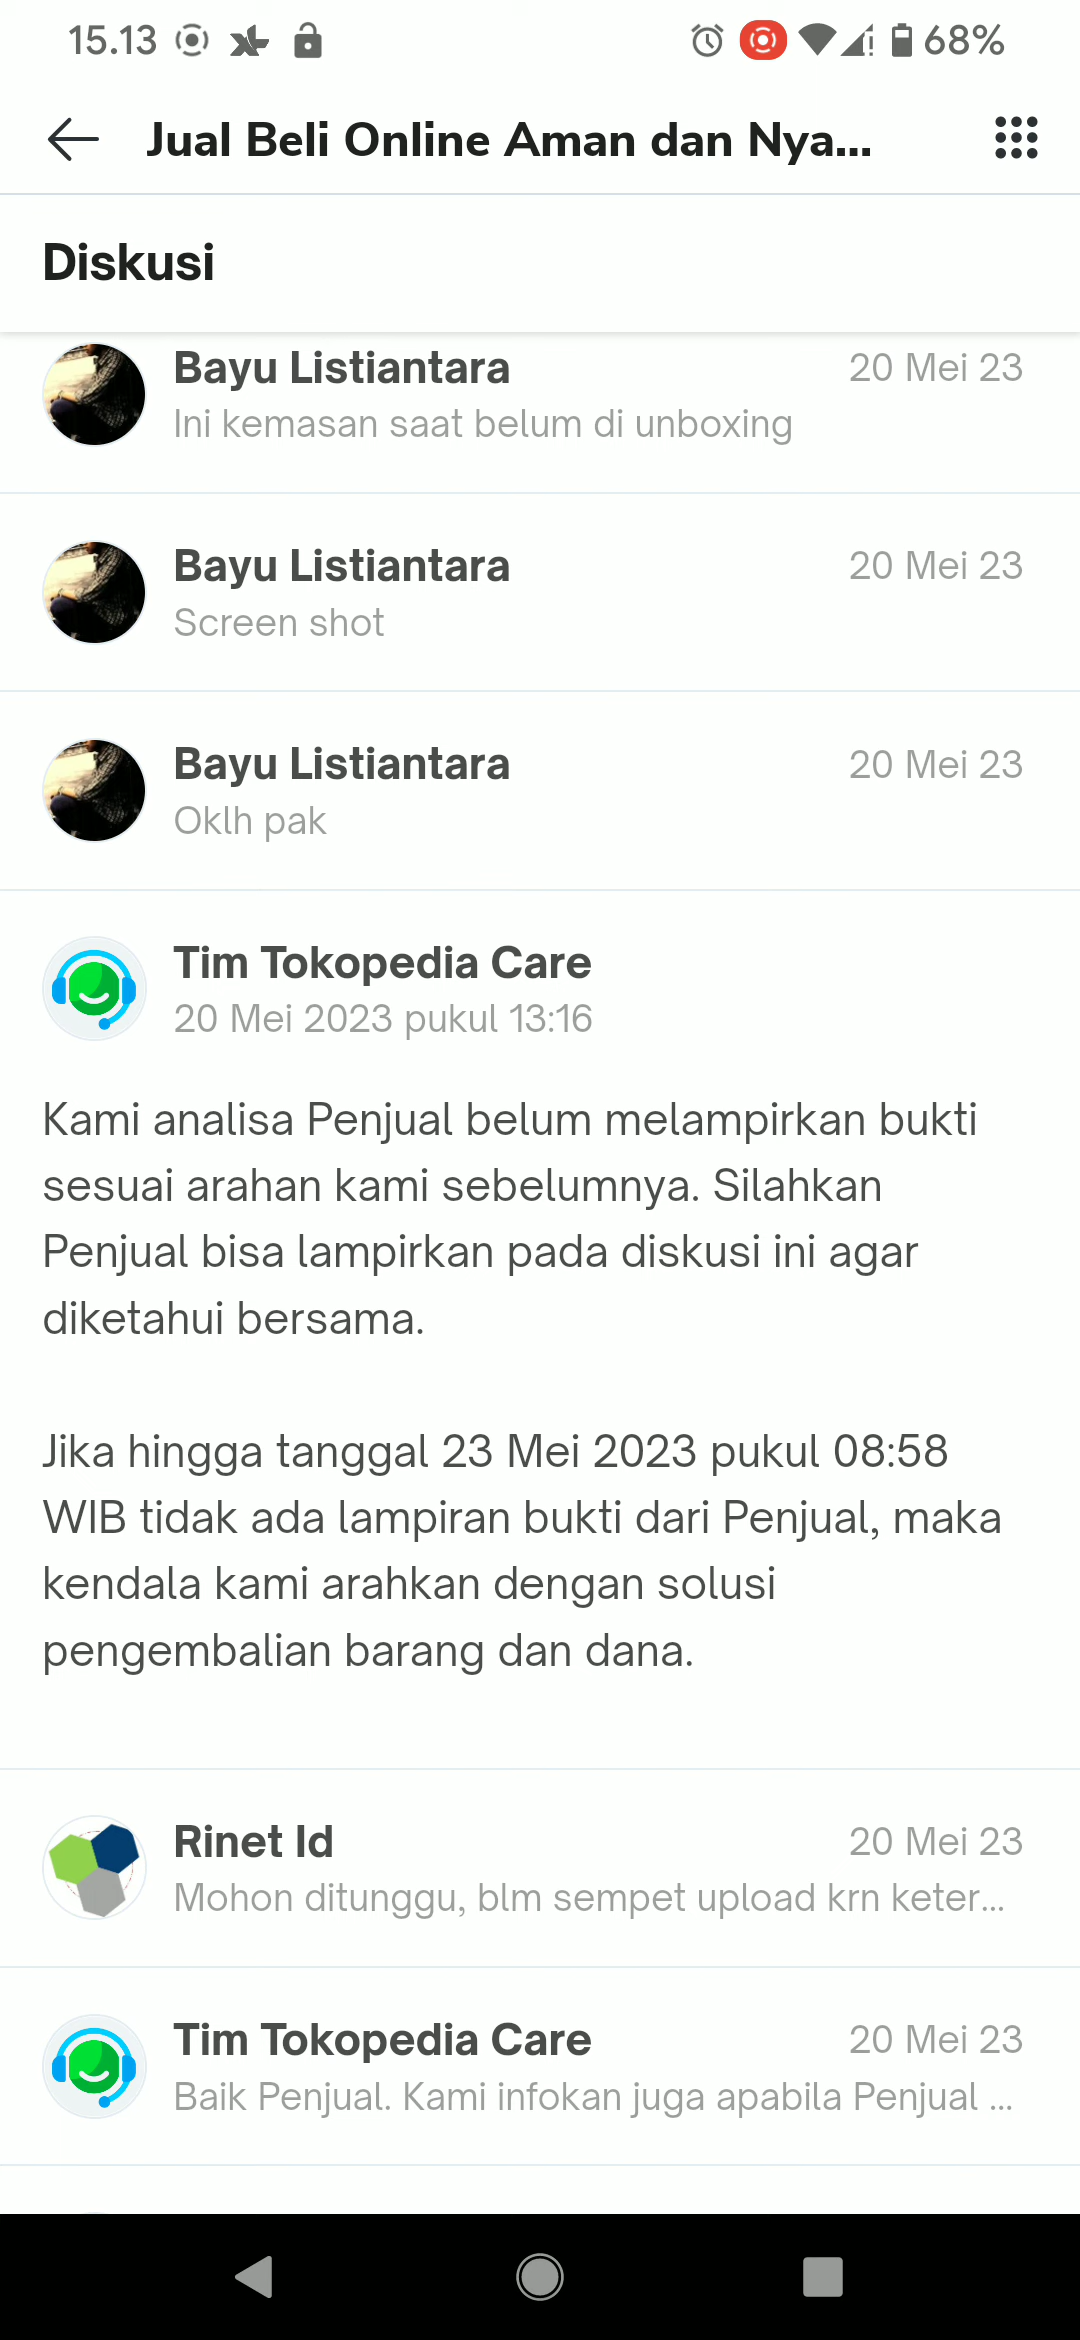 15.13
68%
Jual Beli Online Aman dan Nya...
Diskusi
Bayu Listiantara
20 Mei 23
Ini kemasan saat belum di unboxing
Bayu Listiantara
20 Mei 23
Screen shot
Bayu Listiantara
20 Mei 23
Oklh pak
Tim Tokopedia Care
20 Mei 2023 pukul 13:16
Kami analisa Penjual belum melampirkan bukti
sesuai arahan kami sebelumnya. Silahkan
Penjual bisa lampirkan pada diskusi ini agar
diketahui bersama.
Jika hingga tanggal 23 Mei 2023 pukul 08:58
WIB tidak ada lampiran bukti dari Penjual, maka
kendala kami arahkan dengan solusi
pengembalian barang dan dana.
Rinet Id
20 Mei 23
Mohon ditunggu, blm sempet upload krn keter...
Tim Tokopedia Care
20 Mei 23
Baik Penjual. Kami infokan juga apabila Penjual ...